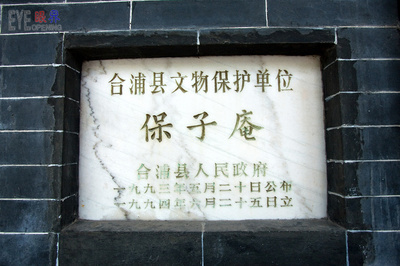 EYE
OPENING
合浦县文物保护单位
保子庵
合浦县人民政府
一九九三年五月二十日公布
一九九四年六月二十五日立